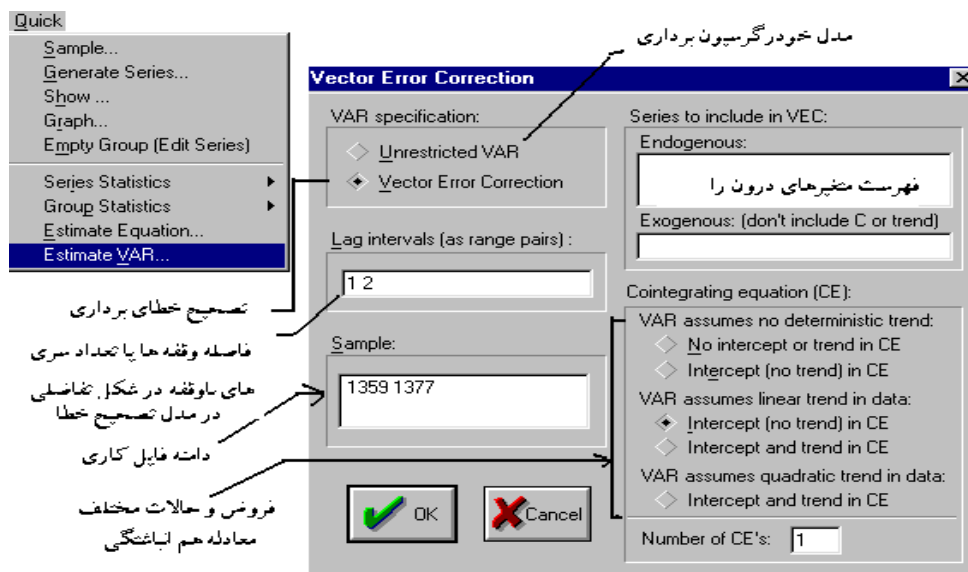 Quick
Sample...
Generate Series...
Show ...
Graph...
Empty Group (Edit Series)
Series Statistics
Group Statistics
Estimate Equation...
Estimate VAR...
مدل خودرگرسیون برداری
Vector Error Correction
VAR specification:
Unrestricted VAR
Vector Error Correction
Lag intervals (as range pairs) :
1 2
Sample:
1359 1377
OK
Cancel
Series to include in VEC:
Endogenous:
فهرست متغیرهای درون را
Exogenous: (don't include C or trend)
Cointegrating equation (CE):
VAR assumes no deterministic trend:
No intercept or trend in CE
Intercept (no trend) in CE
VAR assumes linear trend in data:
Intercept (no trend) in CE
Intercept and trend in CE
VAR assumes quadratic trend in data:
Intercept and trend in CE
Number of CE's: 1
تصحیح خطای برداری
فاصله وقفه ها یا تعداد سری
های باوقفه در شکل تفاضلی
در مدل تصحیح خطا
دامنه فایل کاری
فروض و حالات مختلف
معادله هم انباشتگی